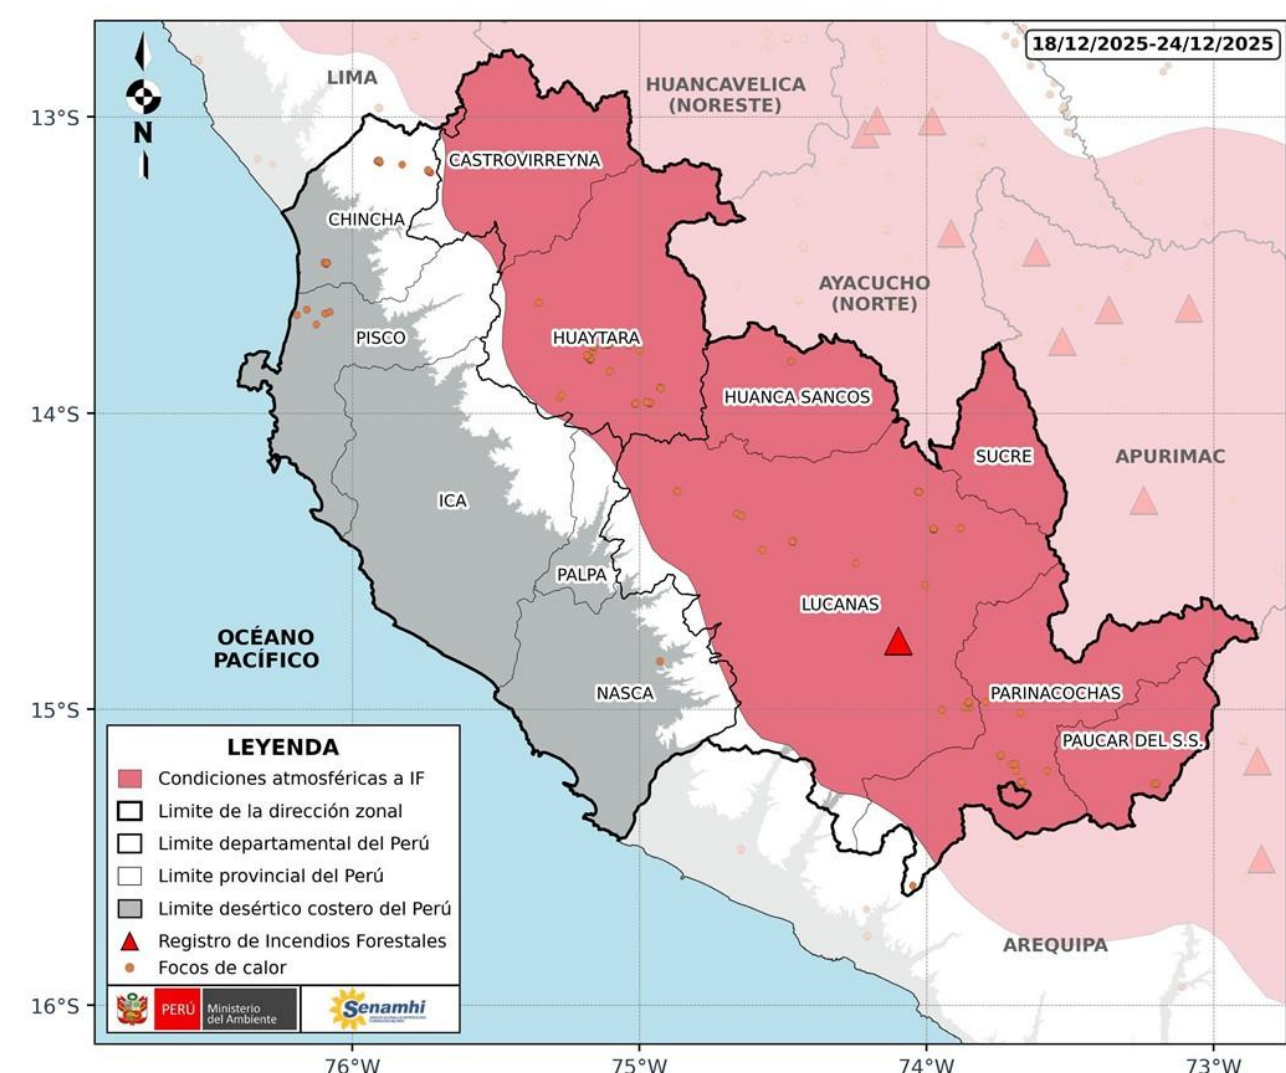 18/12/2025-24/12/2025
LIMA
HUANCAVELICA
(NORESTE)
13°S
N
CASTROVIRREYNA
CHINCHA
AYACUCHO
(NORTE)
PISCO
HUAYTARA
HUANCA SANCOS
14°S
SUCRE
APURIMAC
ICA
PALPA
LUCANAS
OCÉANO
PACÍFICO
NASCA
PARINACOCHAS
15°S
PAUCAR DEL S.S.
LEYENDA
Condiciones atmosféricas a IF
Limite de la dirección zonal
Limite departamental del Perú
Limite provincial del Perú
Limite desértico costero del Perú
Registro de Incendios Forestales
Focos de calor
AREQUIPA
PERÚ
Ministerio
del Ambiente
Senamhi
16°S
76°W
75°W
74°W
73°W